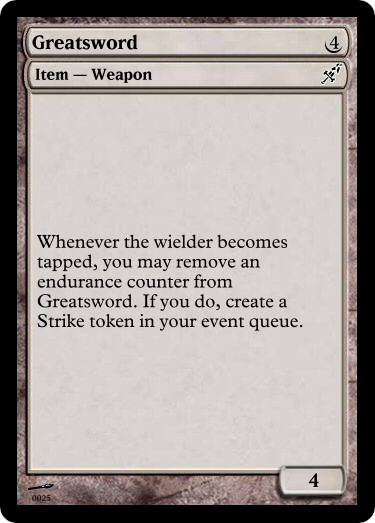 Greatsword 4
Item — Weapon
Whenever the wielder becomes
tapped, you may remove an
endurance counter from
Greatsword. If you do, create a
Strike token in your event queue.
4
0025